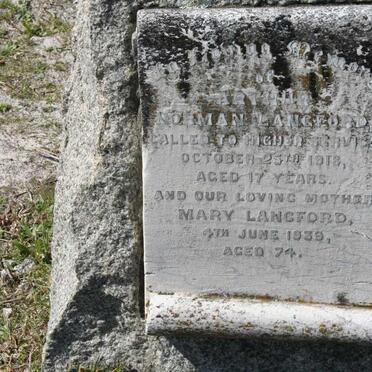 NORMAN LANGFORD
CALLED TO HIGHER SERVICE
OCTOBER 25TH 1918,
AGED 17 YEARS.
AND OUR LOVING MOTHER
MARY LANGFORD,
4TH JUNE 1939,
AGED 74.